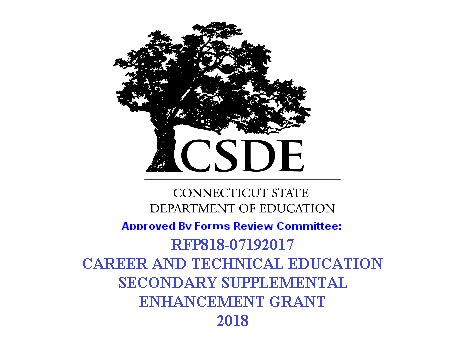 CSDE
CONNECTICUT STATE
DEPARTMENT OF EDUCATION
Approved By Forms Review Committee:
RFP818-07192017
CAREER AND TECHNICAL EDUCATION
SECONDARY SUPPLEMENTAL
ENHANCEMENT GRANT
2018